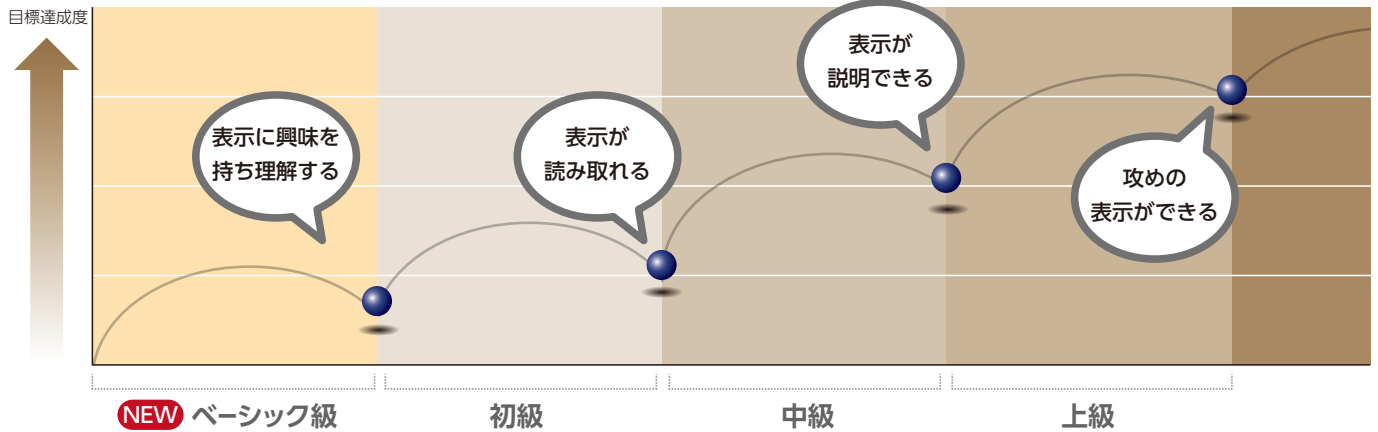 目標達成度
表示に興味を
持ち理解する
表示が
読み取れる
表示が
説明できる
攻めの
表示ができる
NEW ベーシック級
初級
中級
上級